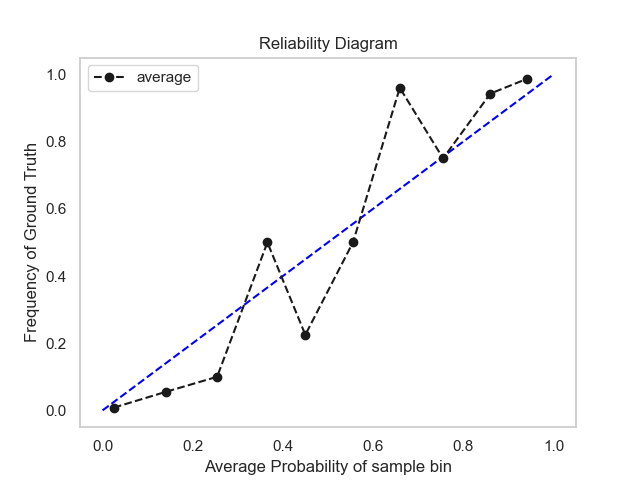 Reliability Diagram
average
1.0
0.8
0.6
0.4
0.2
0.0
Frequency of Ground Truth
0.0 0.2 0.4 0.6 0.8 1.0
Average Probability of sample bin